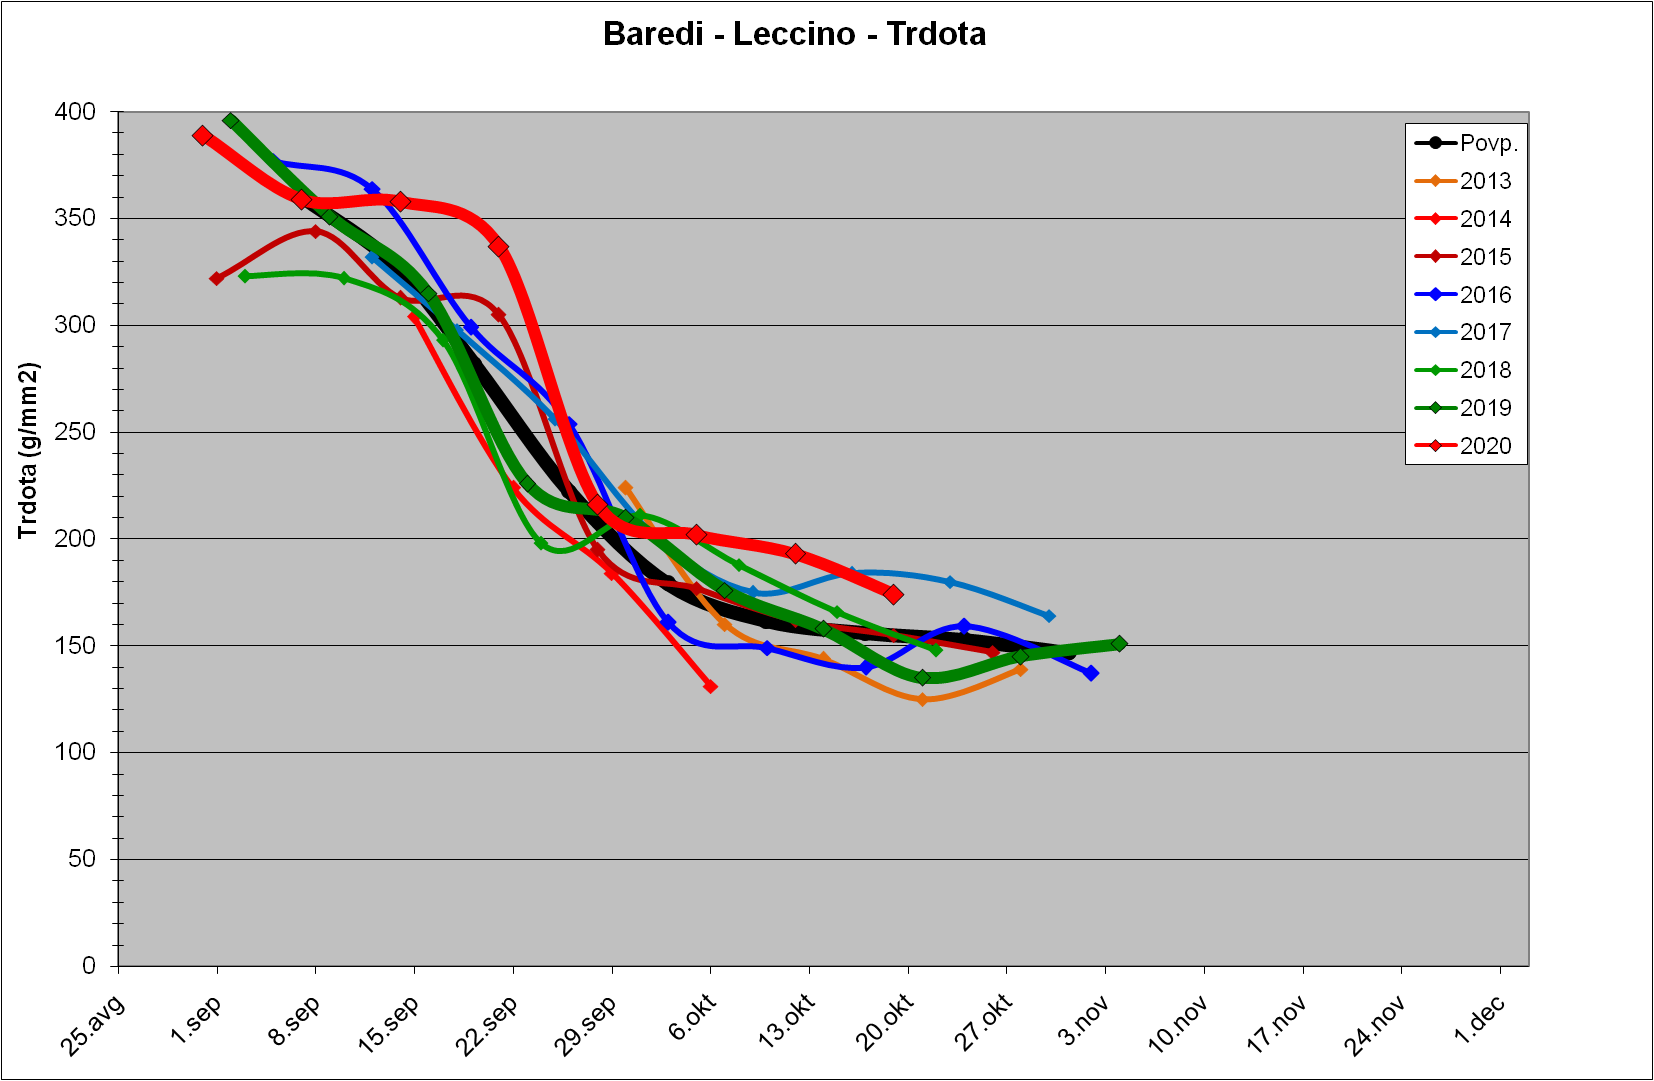 Baredi - Leccino - Trdota
Trdota (g/mm2)
400
350
300
250
200
150
100
50
0
25.avg
1.sep
8.sep
15.sep
22.sep
29.sep
6.okt
13.okt
20.okt
27.okt
3.nov
10.nov
17.nov
24.nov
1.dec
Povp.
2013
2014
2015
2016
2017
2018
2019
2020